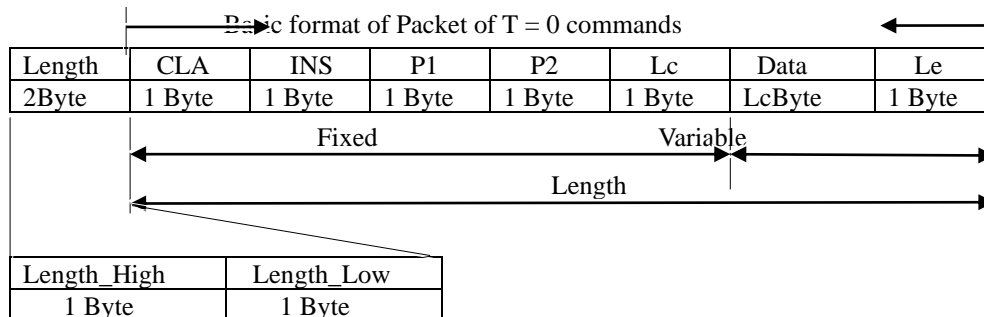 Basic format of Packet of T = 0 commands
Length CLA INS P1 P2 Lc Data Le
2Byte 1 Byte 1 Byte 1 Byte 1 Byte 1 Byte LcByte 1 Byte
Fixed Variable
Length
Length_High Length_Low
1 Byte 1 Byte